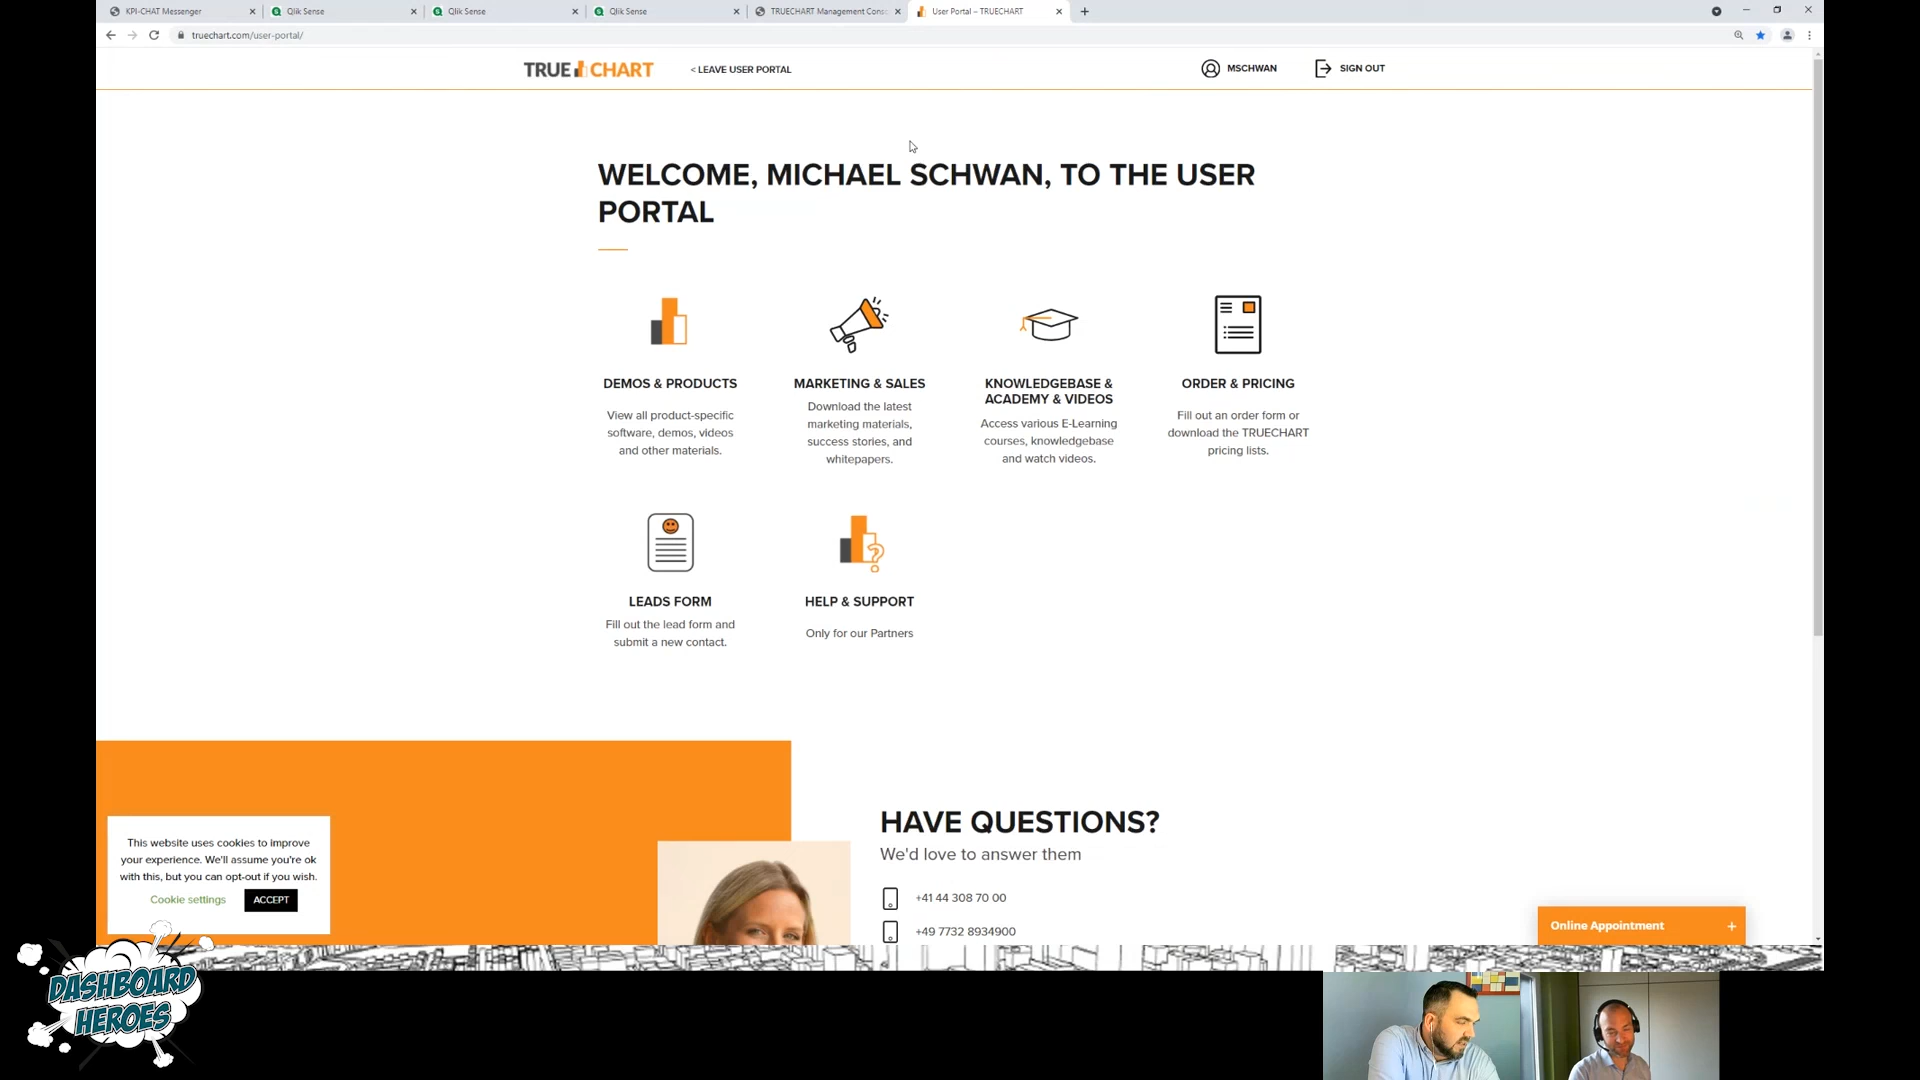 KPI-CHAT Messenger
Qlik Sense
Qlik Sense
Qlik Sense
TRUECHART Management Cons
User Portal – TRUECHART
truechart.com/user-portal/
TRUECHART
< LEAVE USER PORTAL
MSCHWAN
SIGN OUT
WELCOME, MICHAEL SCHWAN, TO THE USER
PORTAL
DEMOS & PRODUCTS
View all product-specific
software, demos, videos
and other materials.
MARKETING & SALES
Download the latest
marketing materials,
success stories, and
whitepapers.
KNOWLEDGEBASE &
ACADEMY & VIDEOS
Access various E-Learning
courses, knowledgebase
and watch videos.
ORDER & PRICING
Fill out an order form or
download the TRUECHART
pricing lists.
LEADS FORM
Fill out the lead form and
submit a new contact.
HELP & SUPPORT
Only for our Partners
HAVE QUESTIONS?
We'd love to answer them
+41 44 308 70 00
+49 7732 8934900
This website uses cookies to improve
your experience. We'll assume you're ok
with this, but you can opt-out if you wish.
Cookie settings
ACCEPT
Online Appointment +
DASHBOARD
HEROES